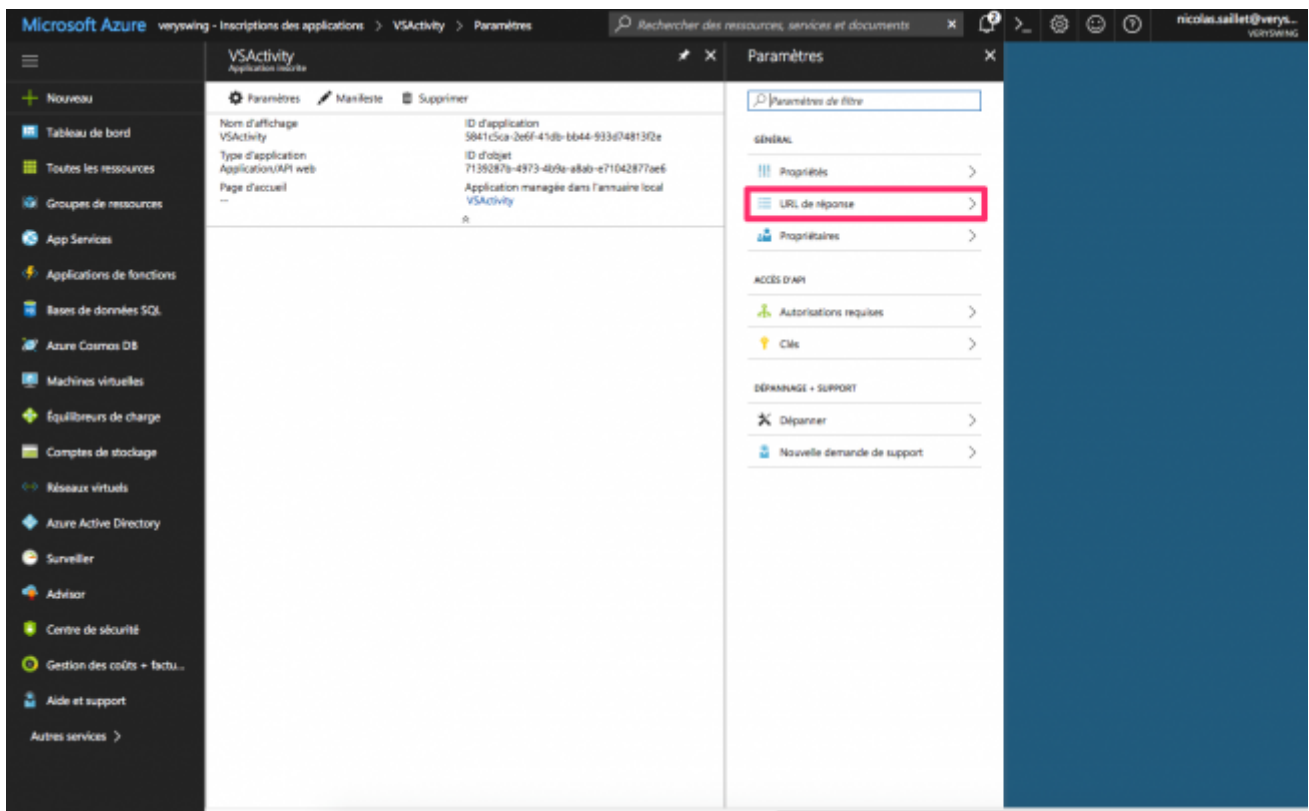 Microsoft Azure veryswing - Inscriptions des applications > VSActivity > Paramètres
Rechercher des ressources, services et documents
nicolas.saillet@verys...
VERYSWING
Nouveau
Tableau de bord
Toutes les ressources
Groupes de ressources
App Services
Applications de fonctions
Bases de données SQL
Azure Cosmos DB
Machines virtuelles
Équilibreurs de charge
Comptes de stockage
Réseaux virtuels
Azure Active Directory
Surveiller
Advisor
Centre de sécurité
Gestion des coûts + factu...
Aide et support
Autres services >
VSActivity
Application inscrite
Paramètres Manifeste Supprimer
Nom d'affichage
VSActivity
Type d'application
Application/API web
Page d'accueil
--
ID d'application
5841c5ca-2e6f-41db-bb44-933d74813f2e
ID d'objet
7139287b-4973-4b9a-a8ab-e71042877ae6
Application managée dans l'annuaire local
VSActivity
Paramètres
Paramètres de filtre
GÉNÉRAL
Propriétés
URL de réponse
Propriétaires
ACCÈS D'API
Autorisations requises
Clés
DÉPANNAGE + SUPPORT
Dépanner
Nouvelle demande de support